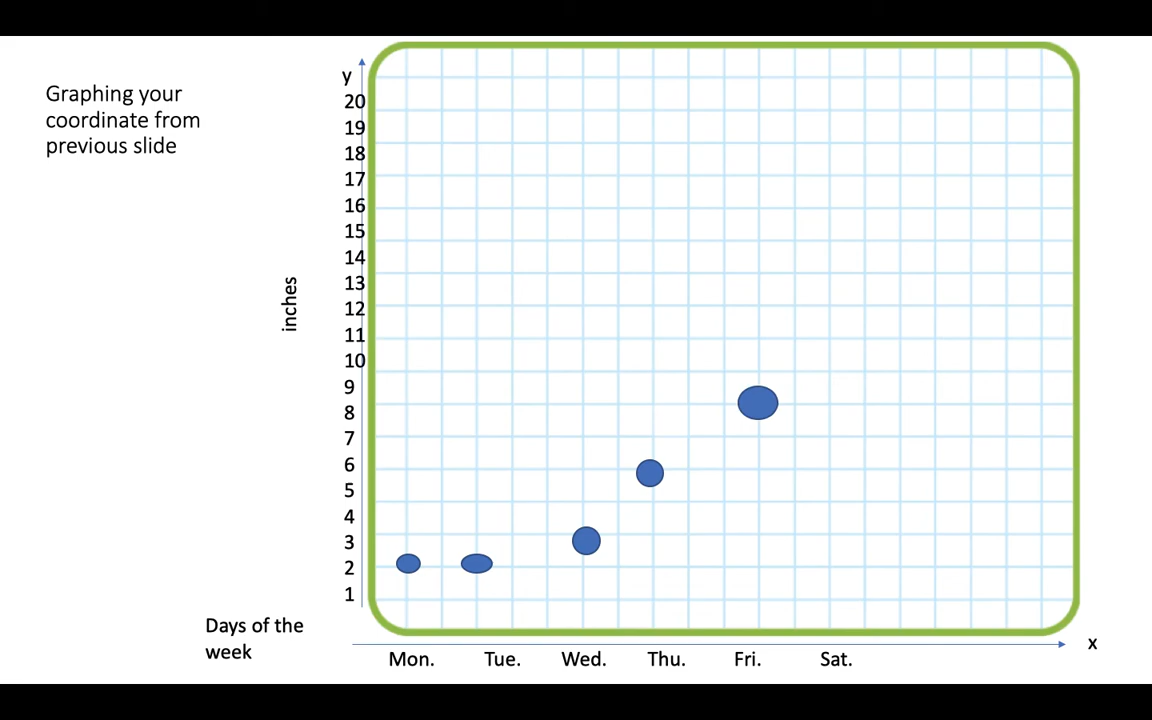 Graphing your
coordinate from
previous slide
y
20
19
18
17
16
15
14
13
12
11
10
9
8
7
6
5
4
3
2
1
inches
Days of the
week
Mon. Tue. Wed. Thu. Fri. Sat.
x